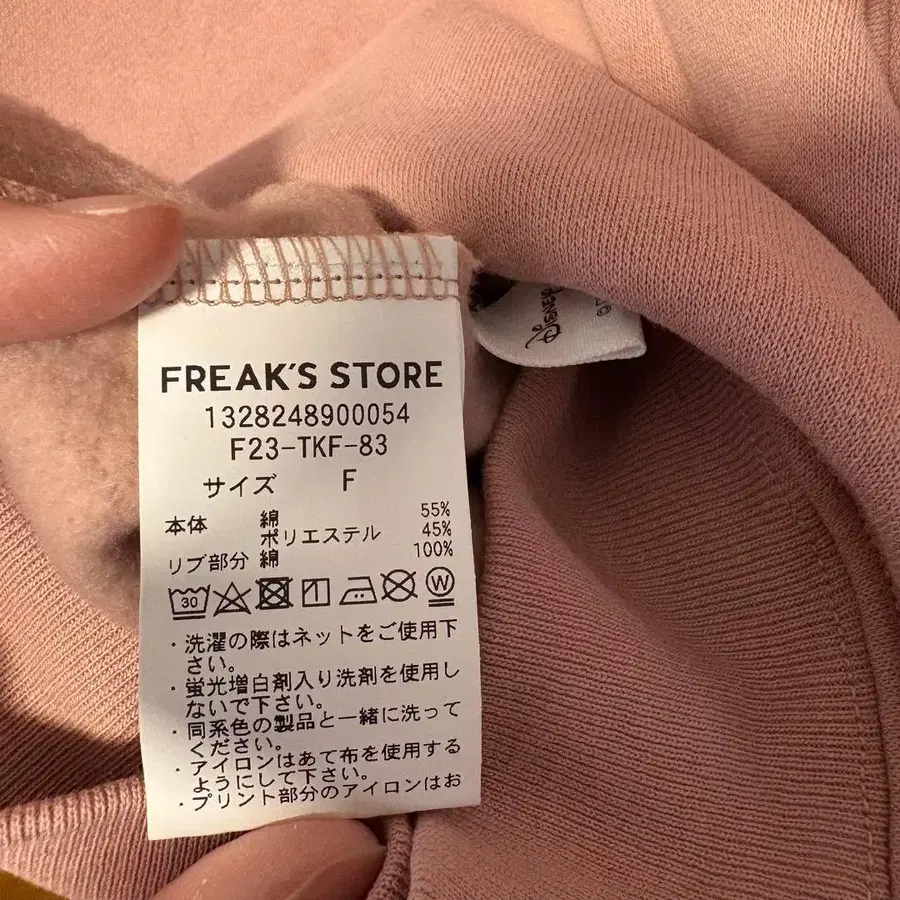 FREAK'S STORE
1328248900054
F23-TKF-83
サイズ F
本体 綿 55%
ポリエステル 45%
リブ部分 綿 100%
30
W
・洗濯の際はネットをご使用下
さい。
・蛍光増白剤入り洗剤を使用し
ないで下さい。
・同系色の製品と一緒に洗って
ください。
・アイロンはあて布を使用する
ようにして下さい。
・プリント部分のアイロンはお
Disney
©